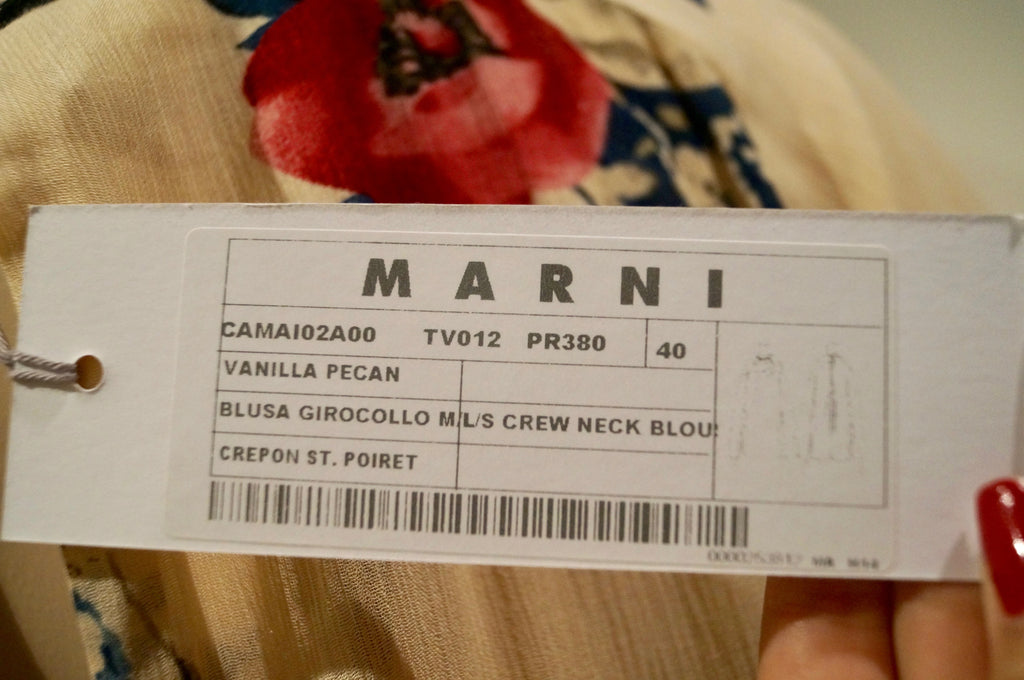 MARNI
CAMAI02A00 TV012 PR380 40
VANILLA PECAN
BLUSA GIROCOLLO M/L/S CREW NECK BLOU
CREPON ST. POIRET